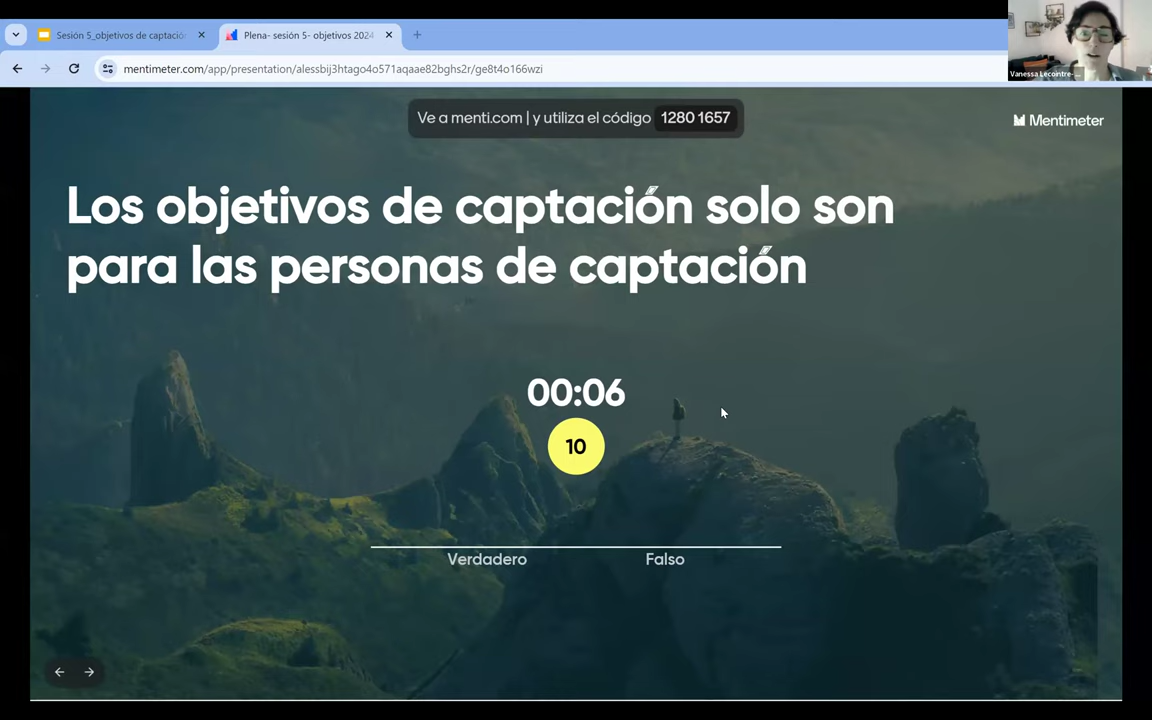 Sesión 5_objetivos de captación
Plena- sesión 5- objetivos 2024
mentimeter.com/app/presentation/alessbij3htago4o571aqaae82bghs2r/ge8t4o166wzi
Vanessa Lecointre-...
Ve a menti.com | y utiliza el código 1280 1657
Mentimeter
Los objetivos de captación solo son
para las personas de captación
00:06
10
Verdadero Falso